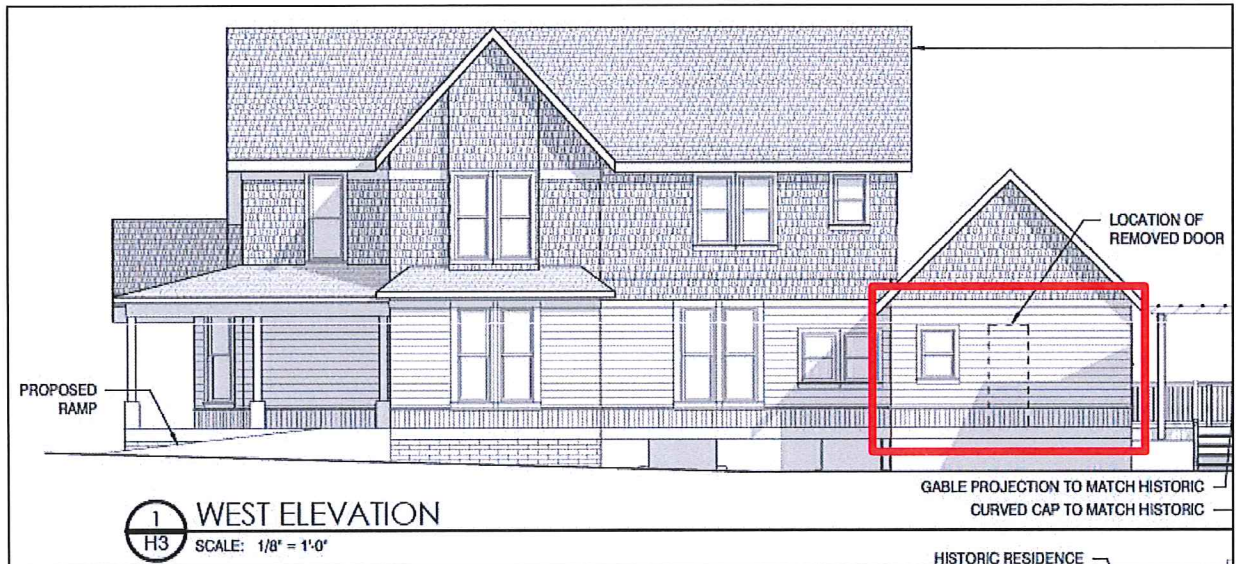 LOCATION OF
REMOVED DOOR
PROPOSED
RAMP
GABLE PROJECTION TO MATCH HISTORIC
CURVED CAP TO MATCH HISTORIC
1
H3
WEST ELEVATION
SCALE: 1/8" = 1'-0"
HISTORIC RESIDENCE